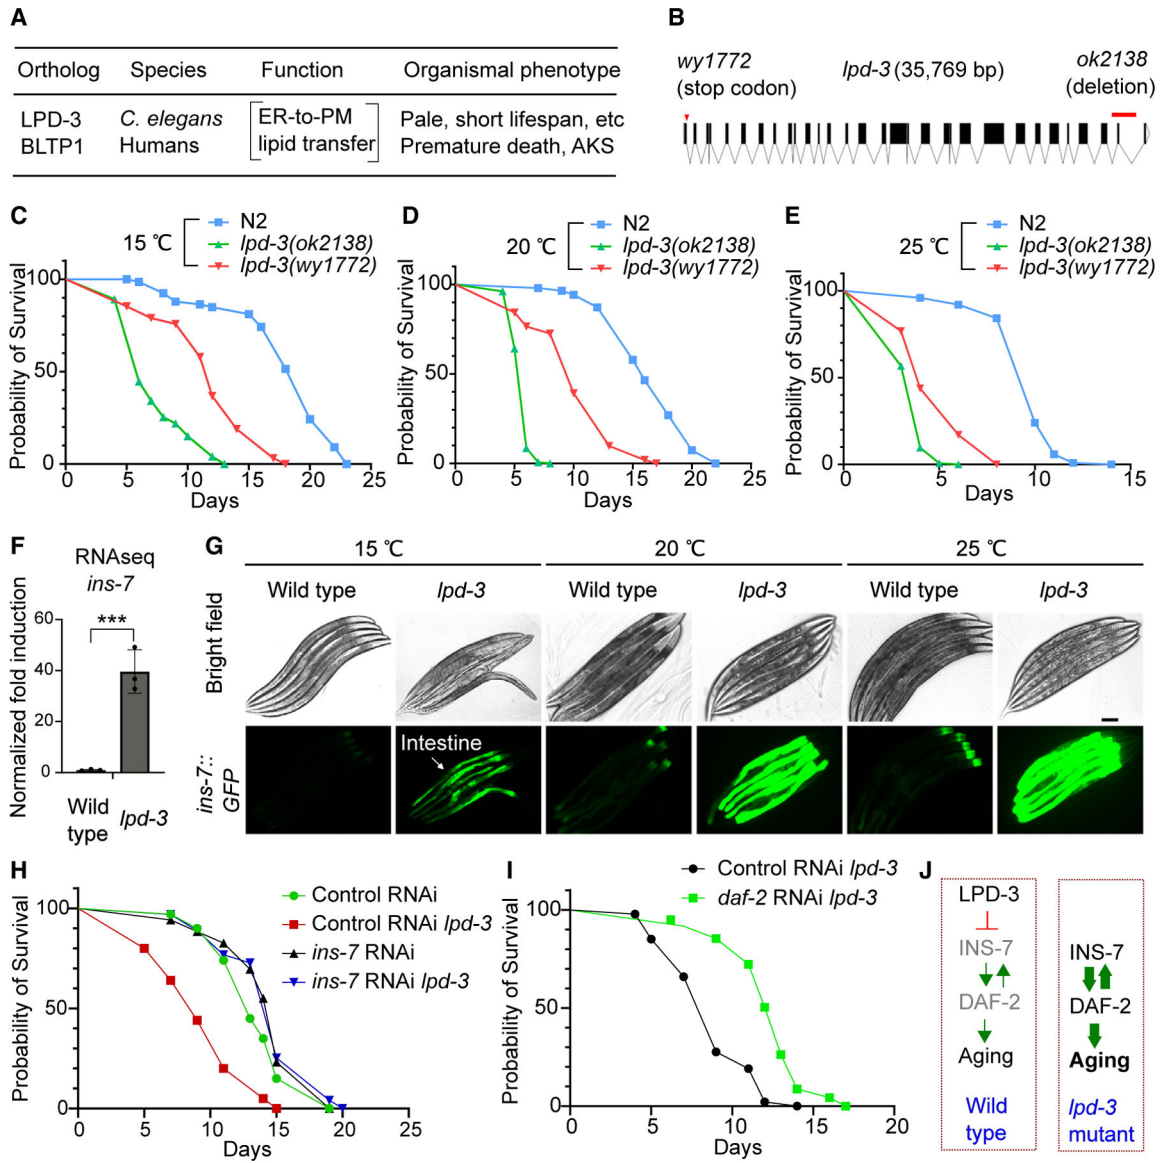 A
Ortholog Species Function Organismal phenotype
LPD-3 C. elegans ER-to-PM Pale, short lifespan, etc
BLTP1 Humans lipid transfer Premature death, AKS
B
wy1772 lpd-3 (35,769 bp) ok2138
(stop codon) (deletion)
C
15 ℃
N2
lpd-3(ok2138)
lpd-3(wy1772)
Probability of Survival
100
50
0
0 5 10 15 20 25
Days
D
20 ℃
N2
lpd-3(ok2138)
lpd-3(wy1772)
Probability of Survival
100
50
0
0 5 10 15 20 25
Days
E
25 ℃
N2
lpd-3(ok2138)
lpd-3(wy1772)
Probability of Survival
100
50
0
0 5 10 15
Days
F
RNAseq
ins-7
***
Normalized fold induction
60
40
20
0
Wild type lpd-3
G
15 ℃ 20 ℃ 25 ℃
Wild type lpd-3 Wild type lpd-3 Wild type lpd-3
Bright field
ins-7::
GFP
Intestine
H
Control RNAi
Control RNAi lpd-3
ins-7 RNAi
ins-7 RNAi lpd-3
Probability of Survival
100
50
0
0 5 10 15 20 25
Days
I
Control RNAi lpd-3
daf-2 RNAi lpd-3
Probability of Survival
100
50
0
0 5 10 15 20
Days
J
LPD-3
INS-7
DAF-2
Aging
Wild
type
INS-7
DAF-2
Aging
lpd-3
mutant